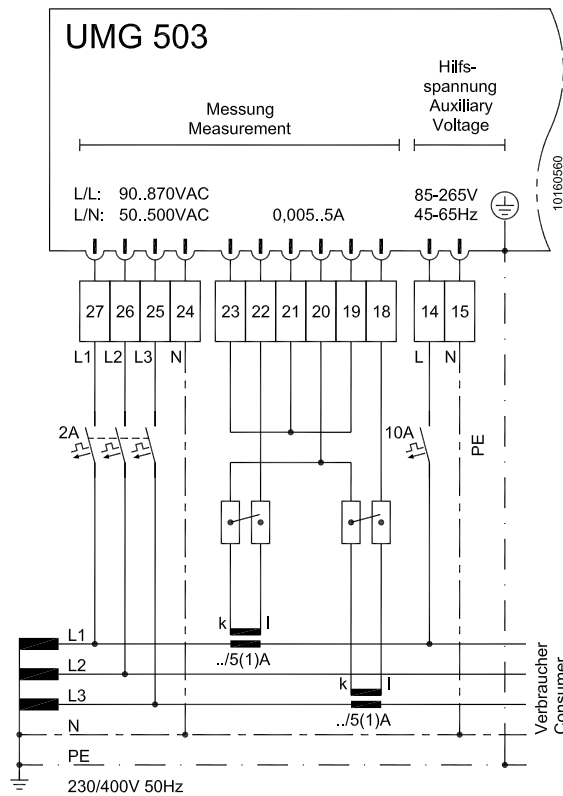 UMG 503
Hilfs-
spannung
Auxiliary
Voltage
Messung
Measurement
L/L: 90..870VAC
L/N: 50..500VAC
0,005..5A
85-265V
45-65Hz
10160560
27 26 25 24 23 22 21 20 19 18 14 15
L1 L2 L3 N L N
2A
10A
PE
k l
../5(1)A
k l
../5(1)A
L1
L2
L3
N
PE
230/400V 50Hz
Verbraucher
Consumer